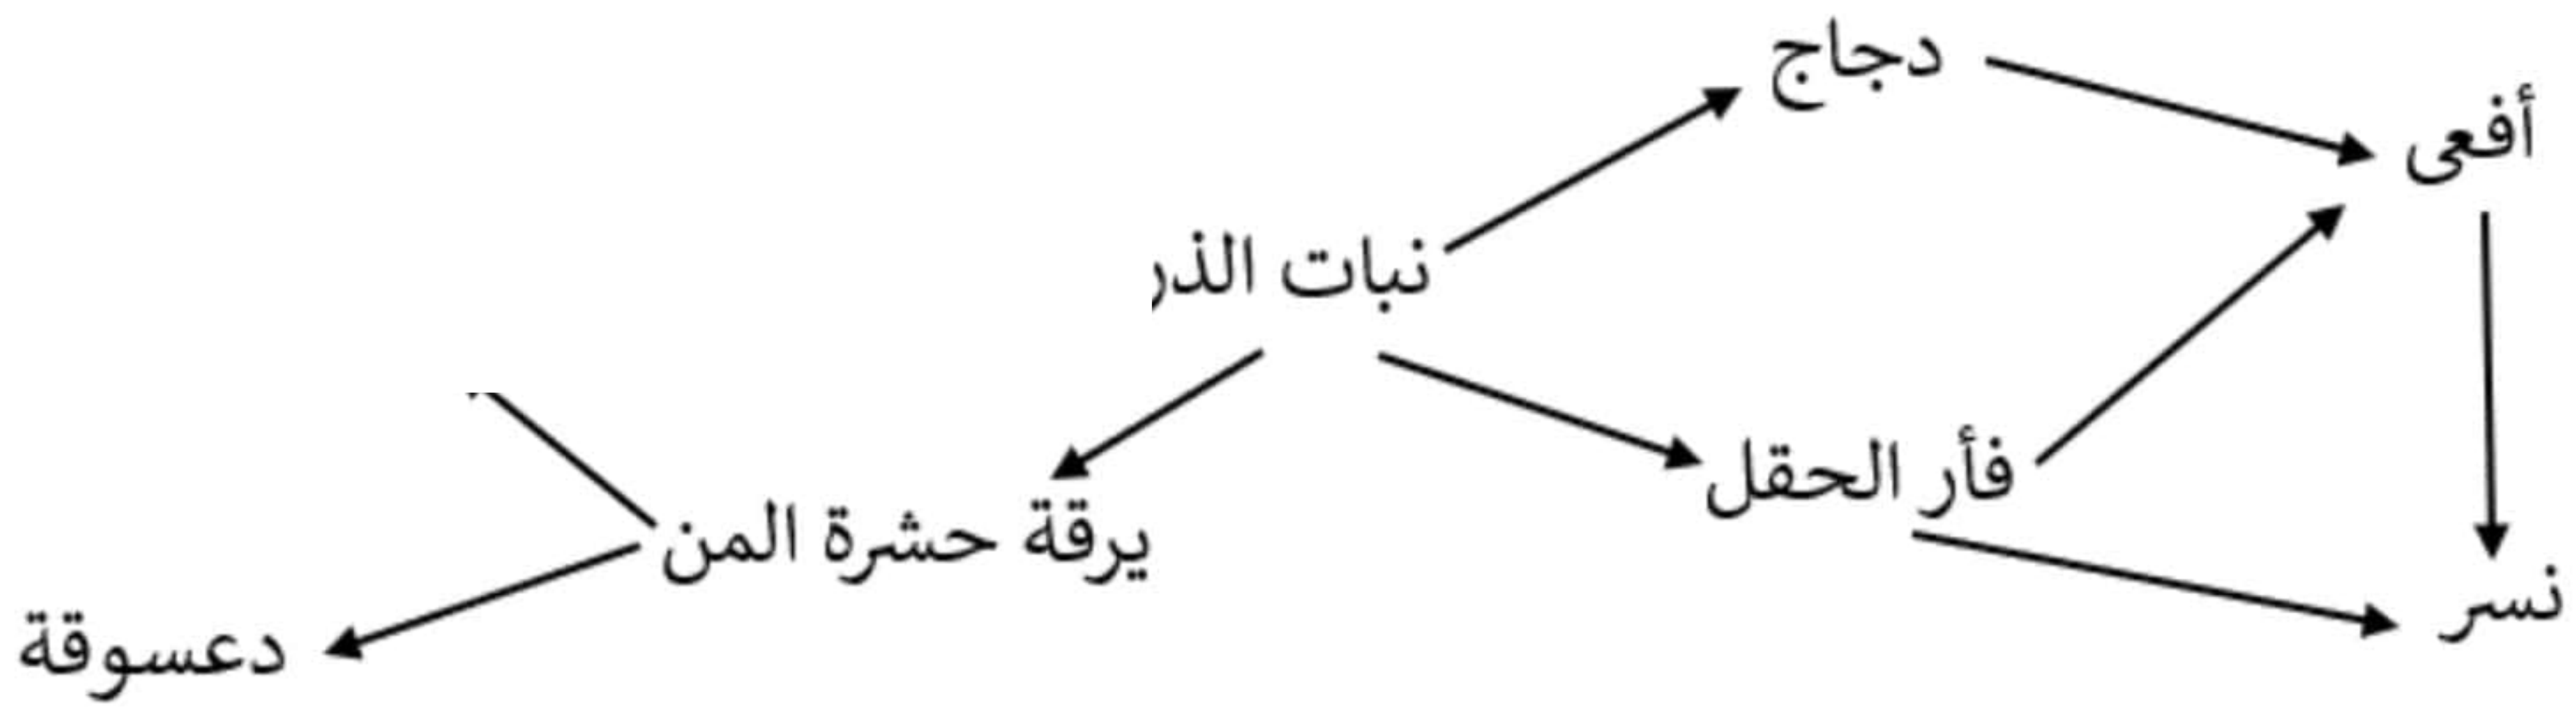 دجاج
أفعى
نبات الذر
فأر الحقل
يرقة حشرة المن
نسر
دعسوقة